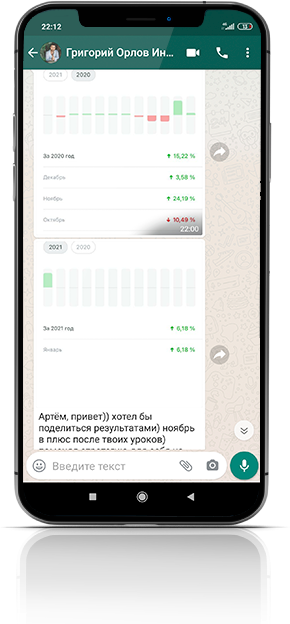 22:12
Григорий Орлов Ин...
2021 2020
За 2020 год 15,22 %
Декабрь 3,58 %
Ноябрь 24,19 %
Октябрь 10,49 %
22:00
2021 2020
За 2021 год 6,18 %
Январь 6,18 %
Артём, привет)) хотел бы
поделиться результатами) ноябрь
в плюс после твоих уроков)
Введите текст